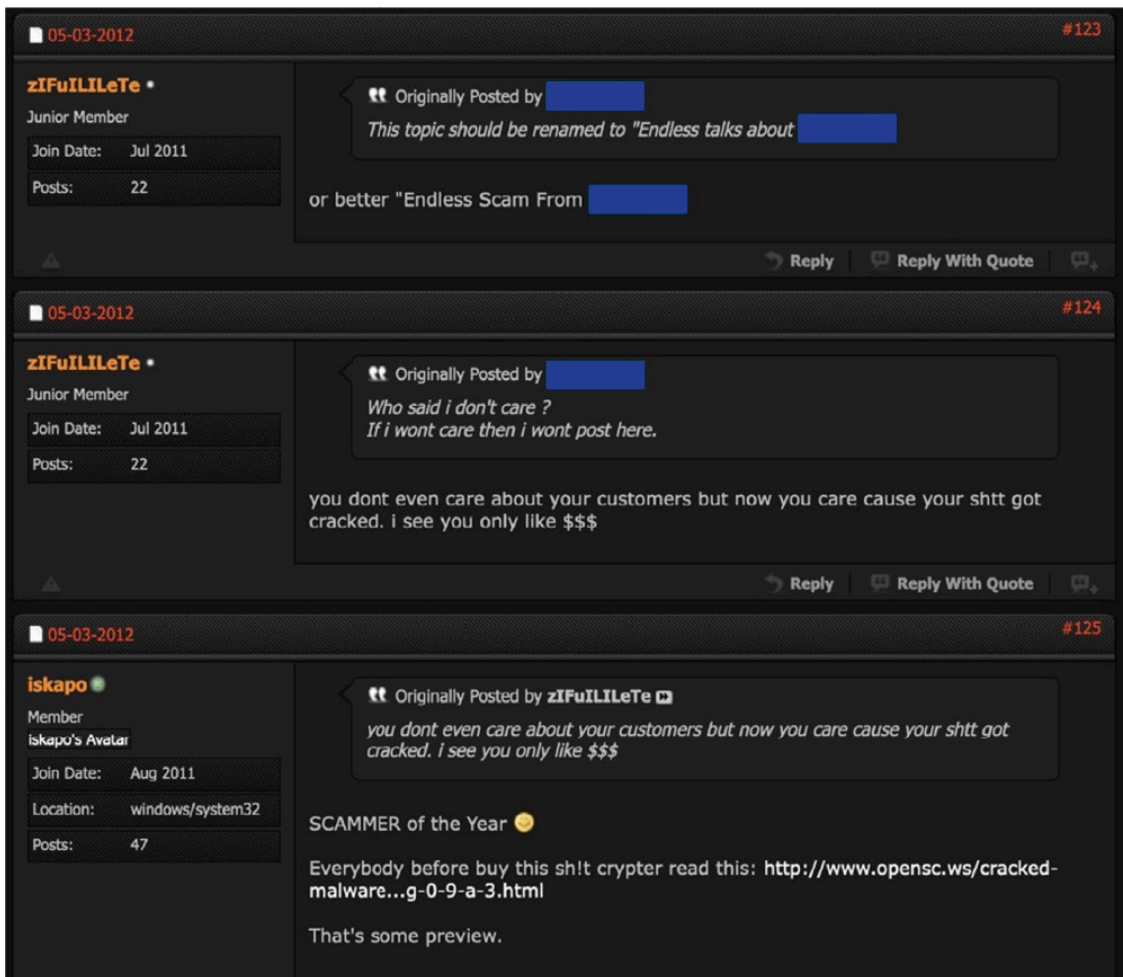 05-03-2012
#123
zIFuILILeTe
Junior Member
Join Date: Jul 2011
Posts: 22
Originally Posted by
This topic should be renamed to "Endless talks about
or better "Endless Scam From
Reply
Reply With Quote
05-03-2012
#124
zIFuILILeTe
Junior Member
Join Date: Jul 2011
Posts: 22
Originally Posted by
Who said i don't care ?
If i wont care then i wont post here.
you dont even care about your customers but now you care cause your shtt got
cracked. i see you only like $$$
Reply
Reply With Quote
05-03-2012
#125
iskapo
Member
iskapo's Avatar
Join Date: Aug 2011
Location: windows/system32
Posts: 47
Originally Posted by zIFuILILeTe
you dont even care about your customers but now you care cause your shtt got
cracked. i see you only like $$$
SCAMMER of the Year
Everybody before buy this sh!t crypter read this: http://www.opensc.ws/cracked-
malware...g-0-9-a-3.html
That's some preview.